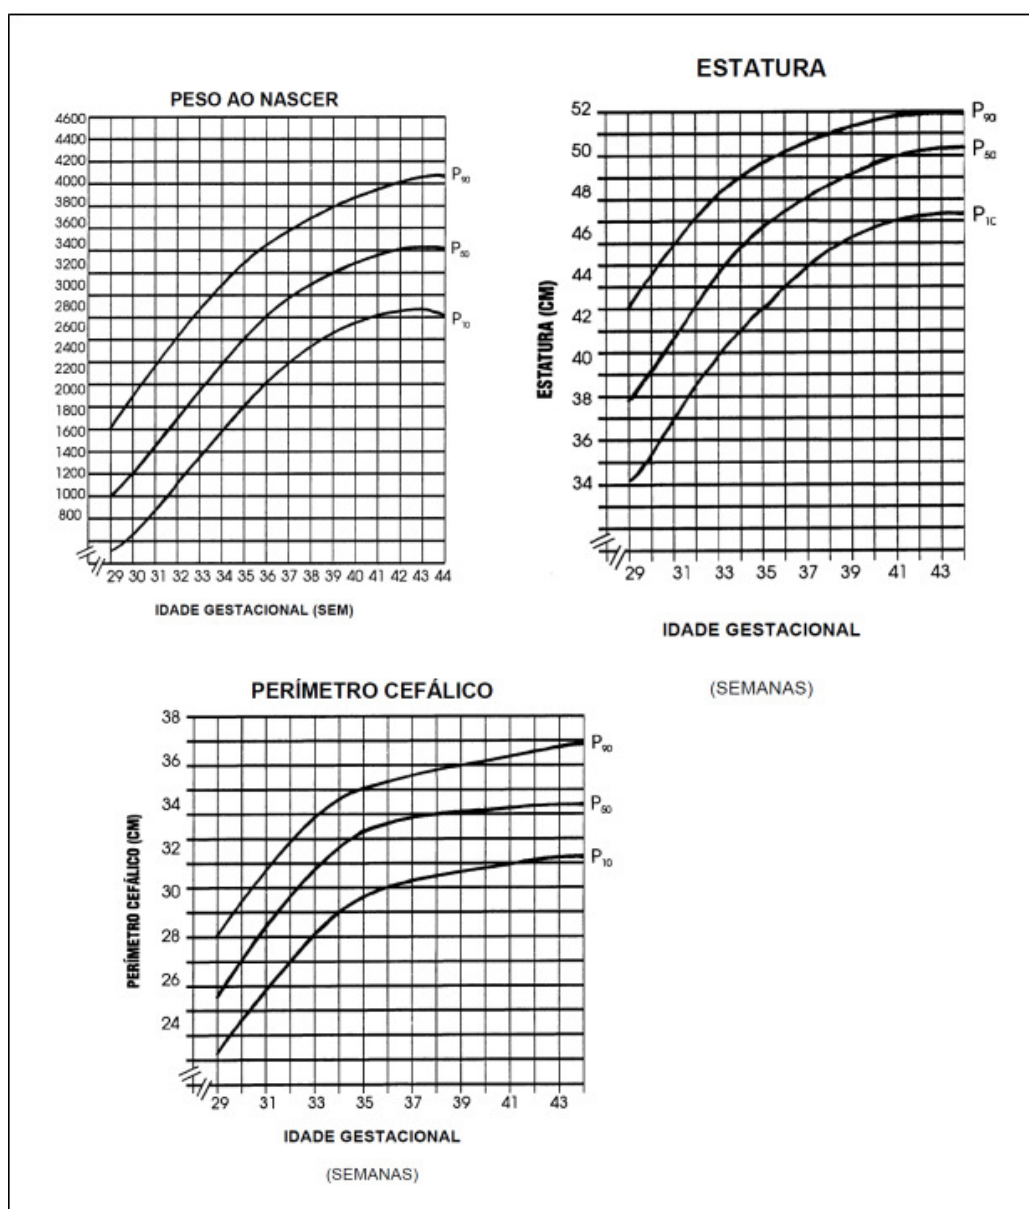 PESO AO NASCER
4600
4400
4200
4000
3800
3600
3400
3200
3000
2800
2600
2400
2200
2000
1800
1600
1400
1200
1000
800
P90
P50
P10
29 30 31 32 33 34 35 36 37 38 39 40 41 42 43 44
IDADE GESTACIONAL (SEM)
ESTATURA
ESTATURA (CM)
52
50
48
46
44
42
40
38
36
34
P90
P50
P10
29 31 33 35 37 39 41 43
IDADE GESTACIONAL
(SEMANAS)
PERÍMETRO CEFÁLICO
PERÍMETRO CEFÁLICO (CM)
38
36
34
32
30
28
26
24
P90
P50
P10
29 31 33 35 37 39 41 43
IDADE GESTACIONAL
(SEMANAS)